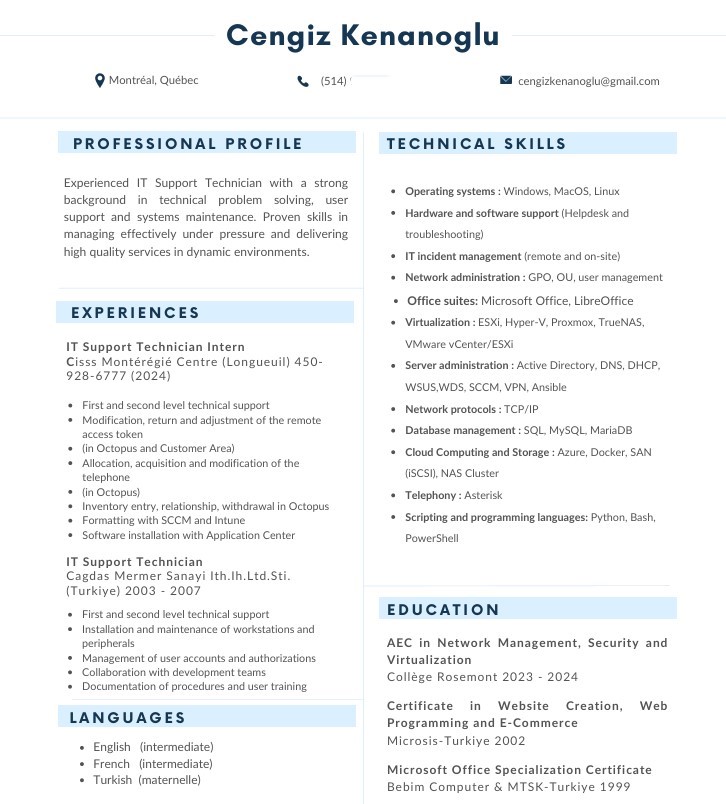 Cengiz Kenanoglu
Montréal, Québec
(514)
cengizkenanoglu@gmail.com
PROFESSIONAL PROFILE
Experienced IT Support Technician with a strong
background in technical problem solving, user
support and systems maintenance. Proven skills in
managing effectively under pressure and delivering
high quality services in dynamic environments.
EXPERIENCES
IT Support Technician Intern
Cisss Montérégié Centre (Longueuil) 450-
928-6777 (2024)
• First and second level technical support
• Modification, return and adjustment of the remote
access token
• (in Octopus and Customer Area)
• Allocation, acquisition and modification of the
telephone
• (in Octopus)
• Inventory entry, relationship, withdrawal in Octopus
• Formatting with SCCM and Intune
• Software installation with Application Center
IT Support Technician
Cagdas Mermer Sanayi Ith.Ih.Ltd.Sti.
(Turkiye) 2003 - 2007
• First and second level technical support
• Installation and maintenance of workstations and
peripherals
• Management of user accounts and authorizations
• Collaboration with development teams
• Documentation of procedures and user training
LANGUAGES
• English (intermediate)
• French (intermediate)
• Turkish (maternelle)
TECHNICAL SKILLS
• Operating systems : Windows, MacOS, Linux
• Hardware and software support (Helpdesk and
troubleshooting)
• IT incident management (remote and on-site)
• Network administration : GPO, OU, user management
• Office suites: Microsoft Office, LibreOffice
• Virtualization : ESXi, Hyper-V, Proxmox, TrueNAS,
VMware vCenter/ESXi
• Server administration : Active Directory, DNS, DHCP,
WSUS,WDS, SCCM, VPN, Ansible
• Network protocols : TCP/IP
• Database management : SQL, MySQL, MariaDB
• Cloud Computing and Storage : Azure, Docker, SAN
(iSCSI), NAS Cluster
• Telephony : Asterisk
• Scripting and programming languages: Python, Bash,
PowerShell
EDUCATION
AEC in Network Management, Security and
Virtualization
Collège Rosemont 2023 - 2024
Certificate in Website Creation, Web
Programming and E-Commerce
Microsis-Turkiye 2002
Microsoft Office Specialization Certificate
Bebim Computer & MTSK-Turkiye 1999